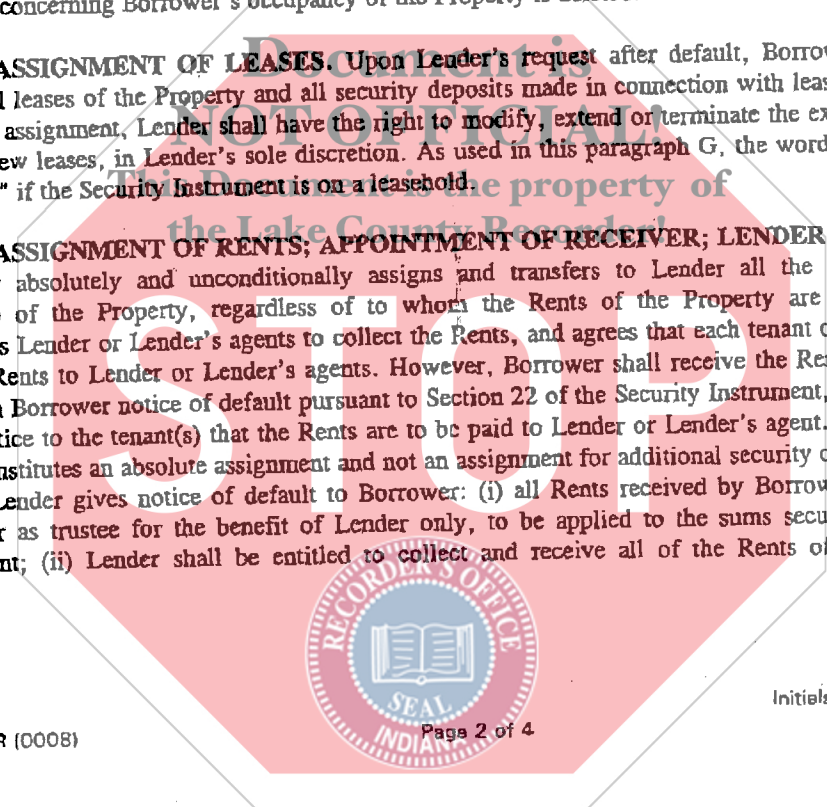 concerning Borrower's occupancy of the Property is
ASSIGNMENT OF LEASES. Upon Lender's request after default, Borrow
l leases of the Property and all security deposits made in connection with leas
assignment, Lender shall have the right to modify, extend or terminate the ex
ew leases, in Lender's sole discretion. As used in this paragraph G, the word
" if the Security Instrument is on a leasehold.
Document is
NOT OFFICIAL!
This Document is the property of
the Lake County Recorder!
ASSIGNMENT OF RENTS; APPOINTMENT OF RECEIVER; LENDER
absolutely and unconditionally assigns and transfers to Lender all the
of the Property, regardless of to whom the Rents of the Property are
s Lender or Lender's agents to collect the Rents, and agrees that each tenant o
Rents to Lender or Lender's agents. However, Borrower shall receive the Re
Borrower notice of default pursuant to Section 22 of the Security Instrument,
tice to the tenant(s) that the Rents are to be paid to Lender or Lender's agent.
nstitutes an absolute assignment and not an assignment for additional security o
Lender gives notice of default to Borrower: (i) all Rents received by Borrow
r as trustee for the benefit of Lender only, to be applied to the sums secu
nt; (ii) Lender shall be entitled to collect and receive all of the Rents of
STOP
RECORDER'S OFFICE
SEAL
INDIANA
Initials
R (0008)
Page 2 of 4